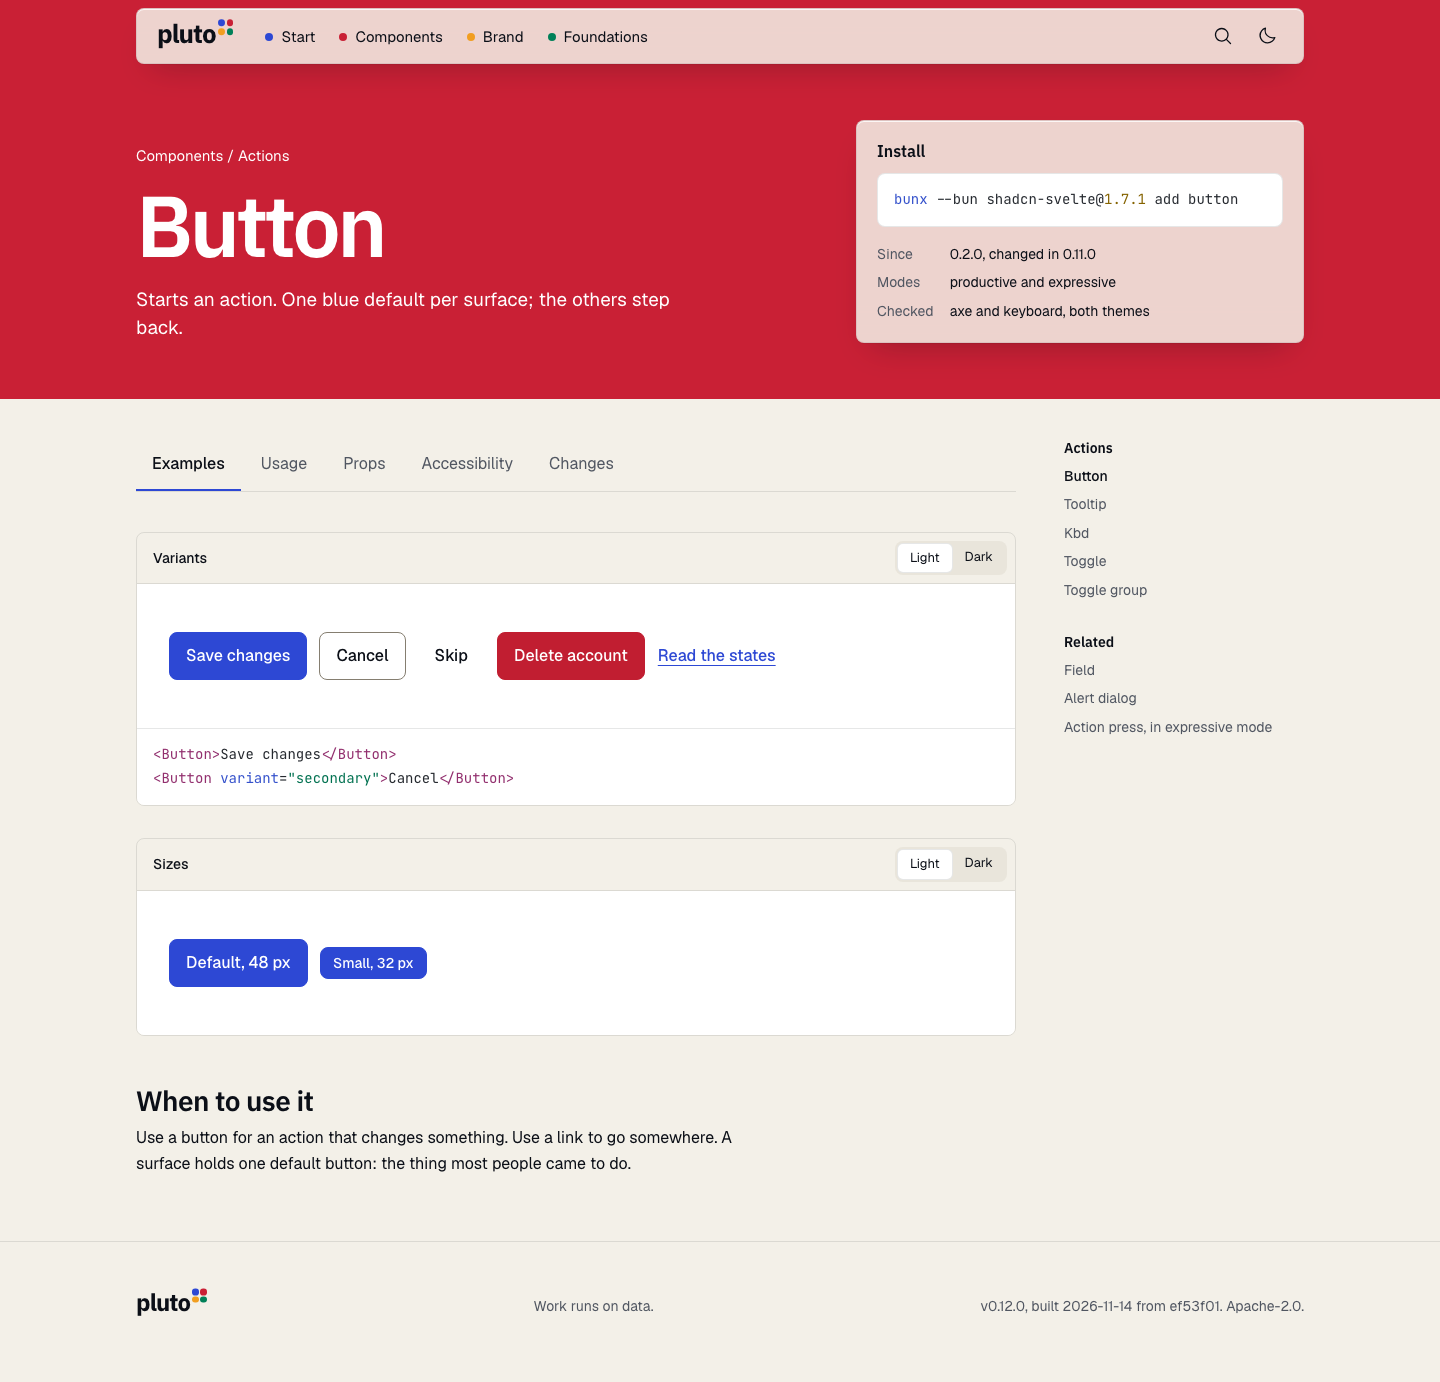 pluto
Start
Components
Brand
Foundations
Components / Actions
Button
Starts an action. One blue default per surface; the others step
back.
Install
bunx --bun shadcn-svelte@1.7.1 add button
Since 0.2.0, changed in 0.11.0
Modes productive and expressive
Checked axe and keyboard, both themes
Examples
Usage
Props
Accessibility
Changes
Variants
Light
Dark
Save changes
Cancel
Skip
Delete account
Read the states
<Button>Save changes</Button>
<Button variant="secondary">Cancel</Button>
Sizes
Light
Dark
Default, 48 px
Small, 32 px
When to use it
Use a button for an action that changes something. Use a link to go somewhere. A
surface holds one default button: the thing most people came to do.
Actions
Button
Tooltip
Kbd
Toggle
Toggle group
Related
Field
Alert dialog
Action press, in expressive mode
pluto
Work runs on data.
v0.12.0, built 2026-11-14 from ef53f01. Apache-2.0.